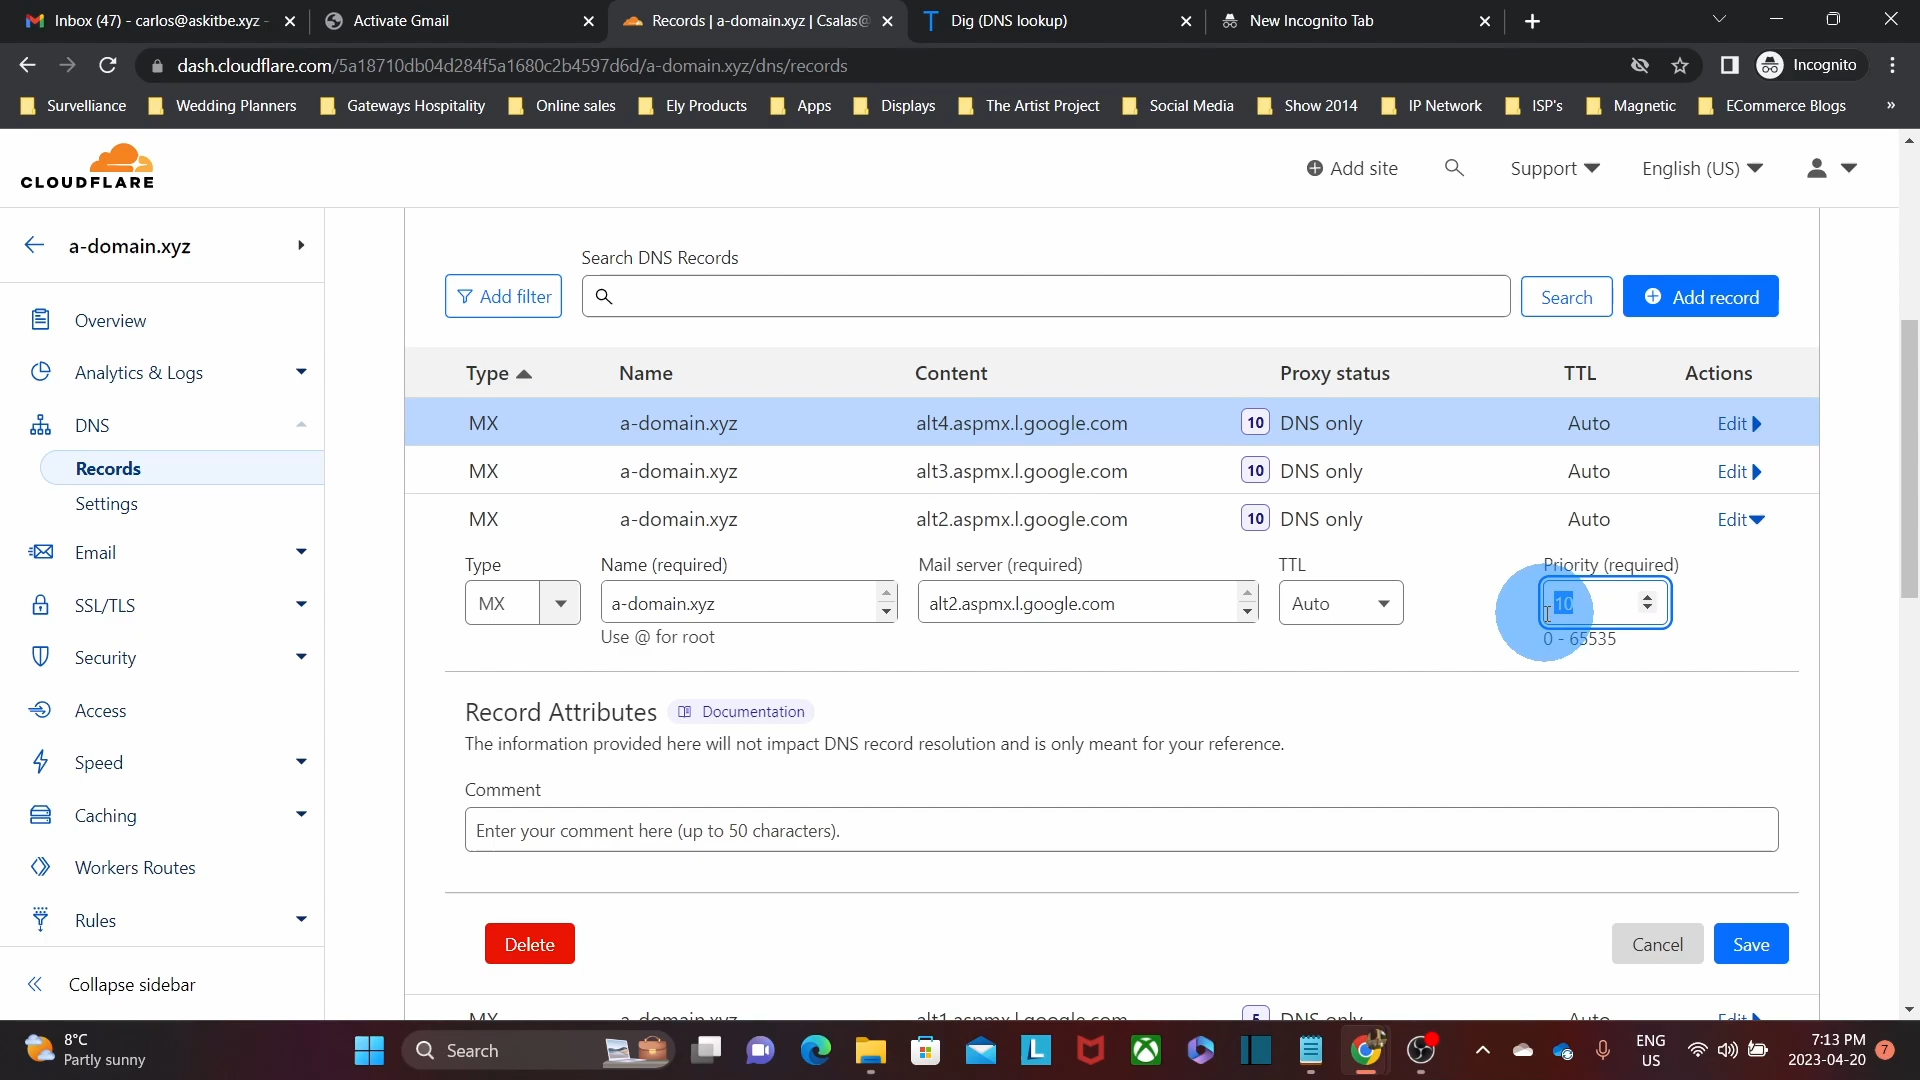 Inbox (47) - carlos@askitbe.xyz -
Activate Gmail
Records | a-domain.xyz | Csalas@
Dig (DNS lookup)
New Incognito Tab
dash.cloudflare.com/5a18710db04d284f5a1680c2b4597d6d/a-domain.xyz/dns/records
Incognito
Survelliance
Wedding Planners
Gateways Hospitality
Online sales
Ely Products
Apps
Displays
The Artist Project
Social Media
Show 2014
IP Network
ISP's
Magnetic
ECommerce Blogs
»
CLOUDFLARE
Add site
Support
English (US)
a-domain.xyz
Overview
Analytics & Logs
DNS
Records
Settings
Email
SSL/TLS
Security
Access
Speed
Caching
Workers Routes
Rules
Collapse sidebar
Search DNS Records
Add filter
Search
Add record
Type Name Content Proxy status TTL Actions
MX a-domain.xyz alt4.aspmx.l.google.com 10 DNS only Auto Edit
MX a-domain.xyz alt3.aspmx.l.google.com 10 DNS only Auto Edit
MX a-domain.xyz alt2.aspmx.l.google.com 10 DNS only Auto Edit
Type Name (required) Mail server (required) TTL Priority (required)
MX a-domain.xyz alt2.aspmx.l.google.com Auto 10
Use @ for root 0 - 65535
Record Attributes Documentation
The information provided here will not impact DNS record resolution and is only meant for your reference.
Comment
Enter your comment here (up to 50 characters).
Delete Cancel Save
MX a-domain.xyz alt1.aspmx.l.google.com 5 DNS only Auto Edit
8°C
Partly sunny
Search
ENG
US
7:13 PM
2023-04-20
7